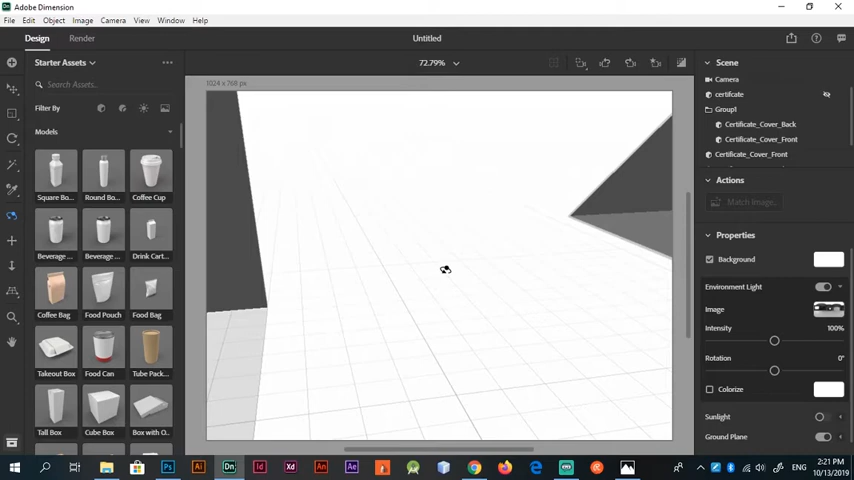 Dn Adobe Dimension
File Edit Object Image Camera View Window Help
Design Render Untitled
Starter Assets 72.79% Scene
1024 x 768 px
Camera
Search Assets...
certifcate
Filter By
Group1
Certificate_Cover_Back
Models
Certificate_Cover_Front
Certificate_Cover_Front
Square Bo... Round Bo... Coffee Cup
Actions
Match Image...
Beverage ... Beverage ... Drink Cart...
Properties
Background
Environment Light
Coffee Bag Food Pouch Food Bag
Image
Intensity 100%
Takeout Box Food Can Tube Pack...
Rotation 0°
Colorize
Sunlight
Tall Box Cube Box Box with O...
Ground Plane
Ps Ai Dn Id Xd An Ae ENG 2:21 PM
10/13/2019